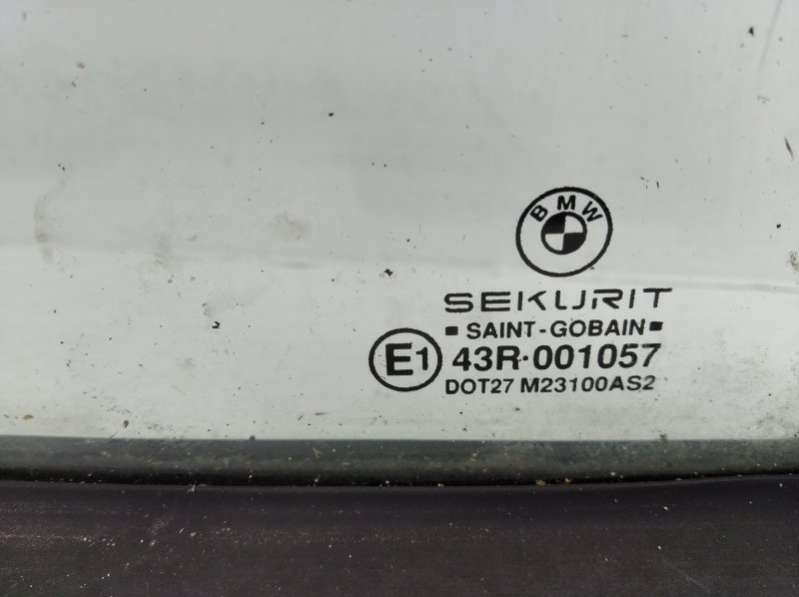 BMW
SEKURIT
SAINT-GOBAIN
E1 43R·001057
DOT27 M23100AS2